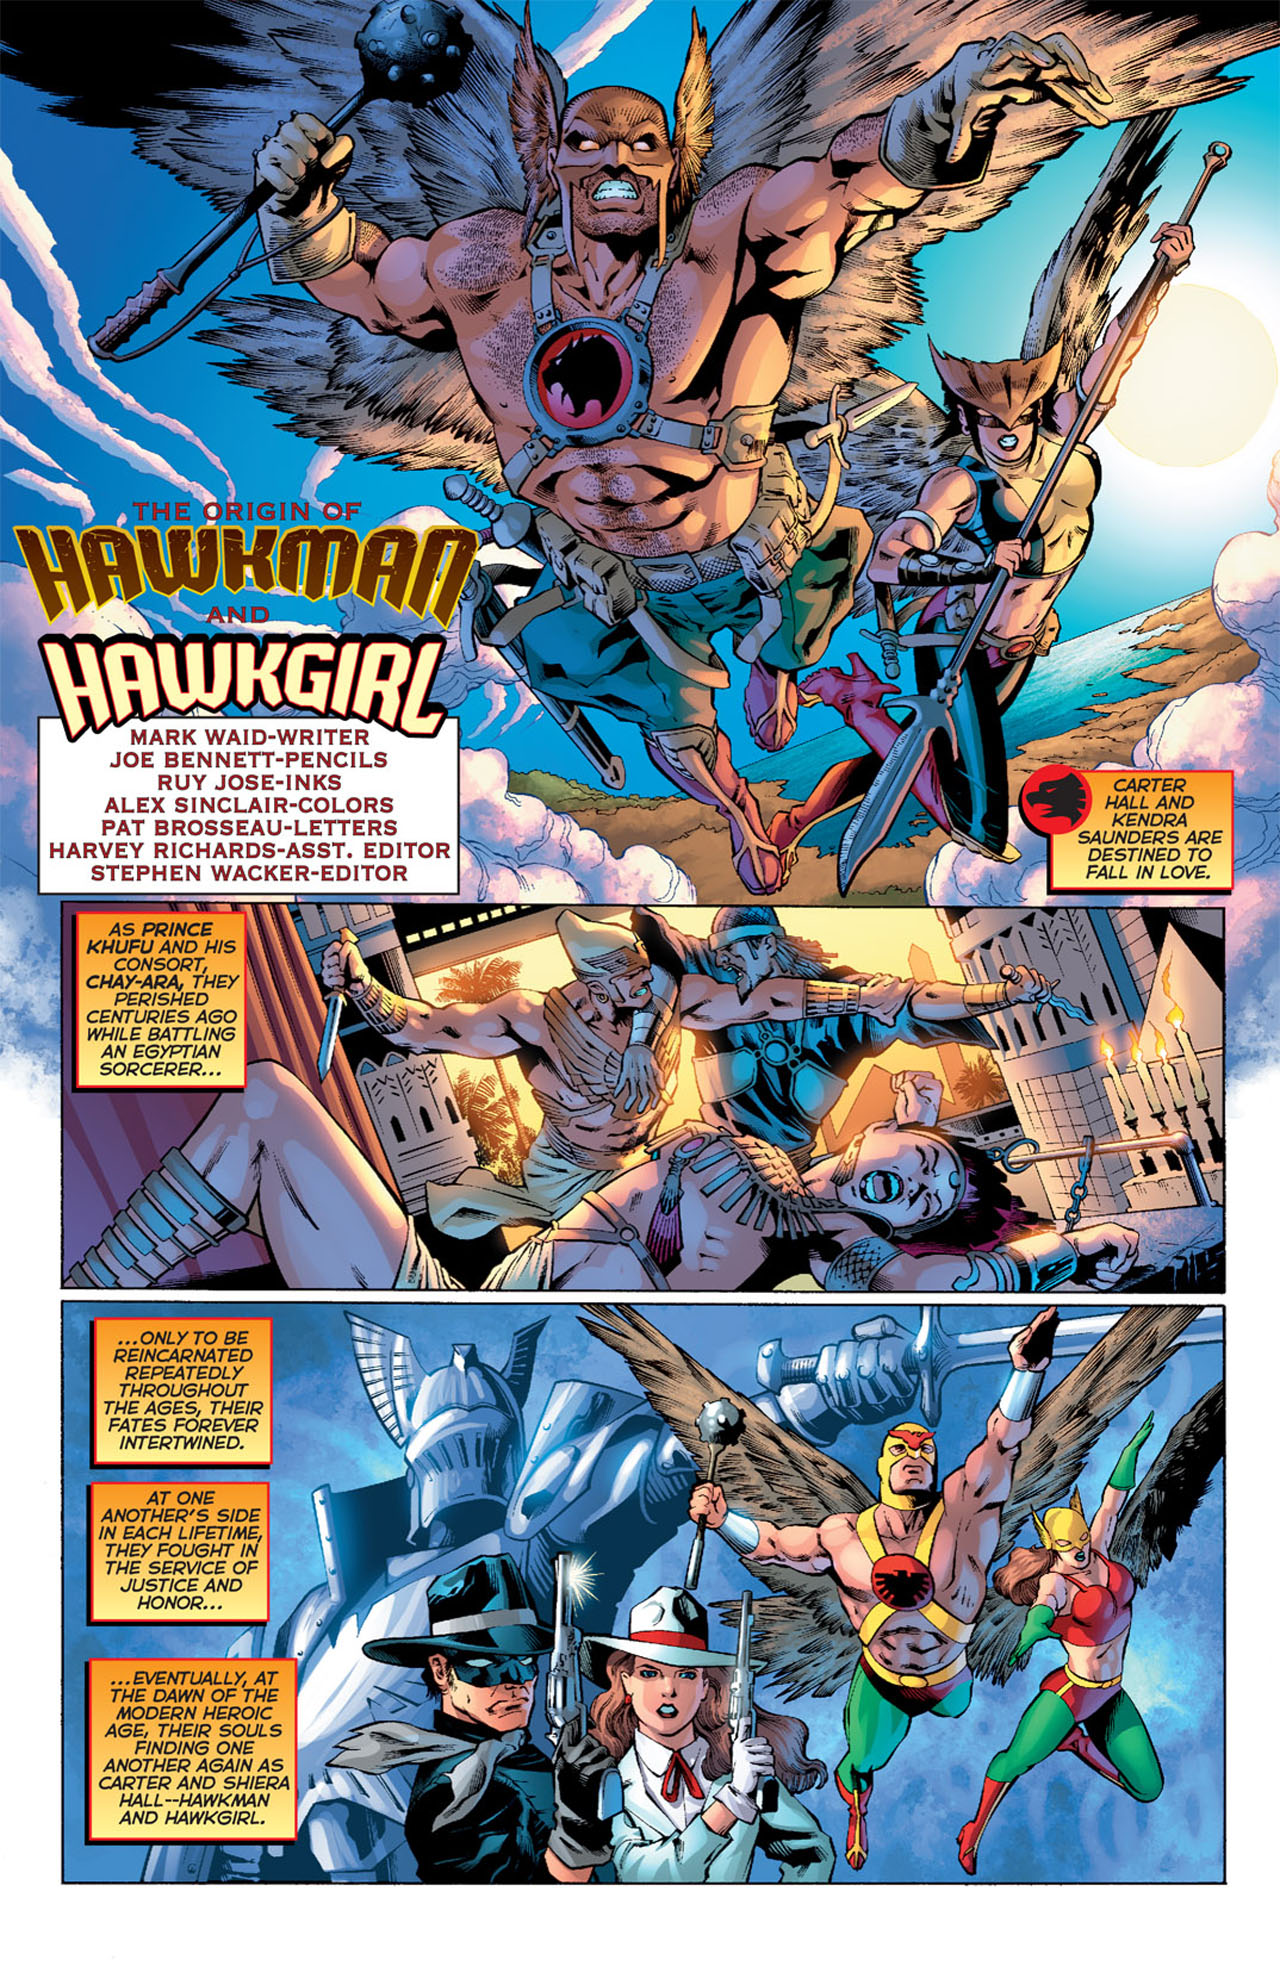 THE ORIGIN OF
HAWKMAN
AND
HAWKGIRL
MARK WAID-WRITER
JOE BENNETT-PENCILS
RUY JOSE-INKS
ALEX SINCLAIR-COLORS
PAT BROSSEAU-LETTERS
HARVEY RICHARDS-ASST. EDITOR
STEPHEN WACKER-EDITOR
CARTER
HALL AND
KENDRA
SAUNDERS ARE
DESTINED TO
FALL IN LOVE.
AS PRINCE
KHUFU AND HIS
CONSORT,
CHAY-ARA, THEY
PERISHED
CENTURIES AGO
WHILE BATTLING
AN EGYPTIAN
SORCERER...
...ONLY TO BE
REINCARNATED
REPEATEDLY
THROUGHOUT
THE AGES, THEIR
FATES FOREVER
INTERTWINED.
AT ONE
ANOTHER'S SIDE
IN EACH LIFETIME,
THEY FOUGHT IN
THE SERVICE OF
JUSTICE AND
HONOR...
...EVENTUALLY, AT
THE DAWN OF THE
MODERN HEROIC
AGE, THEIR SOULS
FINDING ONE
ANOTHER AGAIN AS
CARTER AND SHIERA
HALL--HAWKMAN
AND HAWKGIRL.